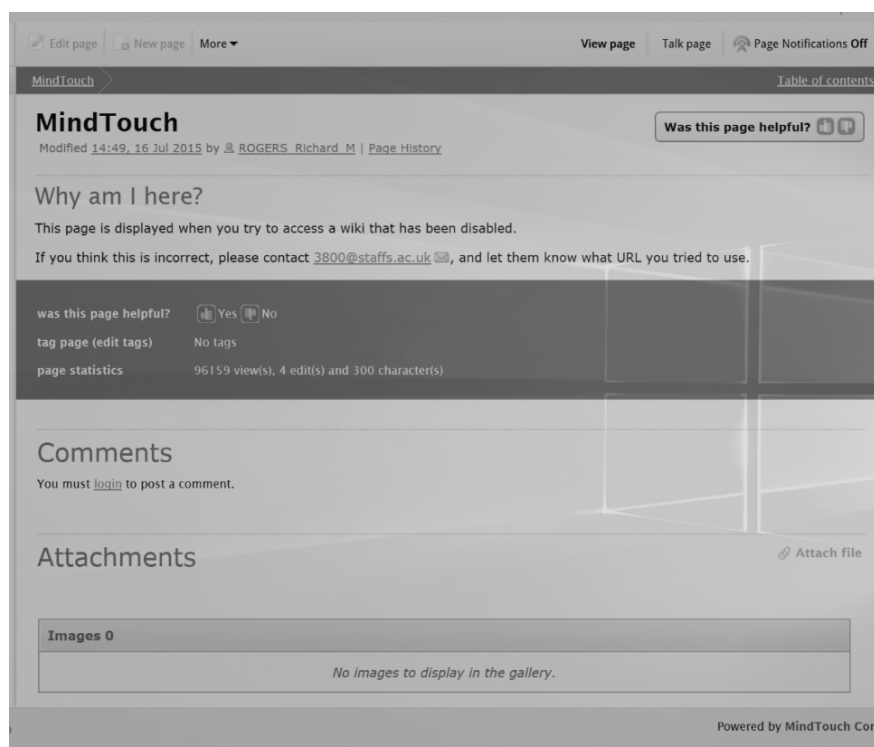 Edit page New page More View page Talk page Page Notifications Off
MindTouch Table of contents
MindTouch Was this page helpful?
Modified 14:49, 16 Jul 2015 by ROGERS Richard M | Page History
Why am I here?
This page is displayed when you try to access a wiki that has been disabled.
If you think this is incorrect, please contact 3800@staffs.ac.uk, and let them know what URL you tried to use.
was this page helpful? Yes No
tag page (edit tags) No tags
page statistics 96159 view(s), 4 edit(s) and 300 character(s)
Comments
You must login to post a comment.
Attachments Attach file
Images 0
No images to display in the gallery.
Powered by MindTouch Cor